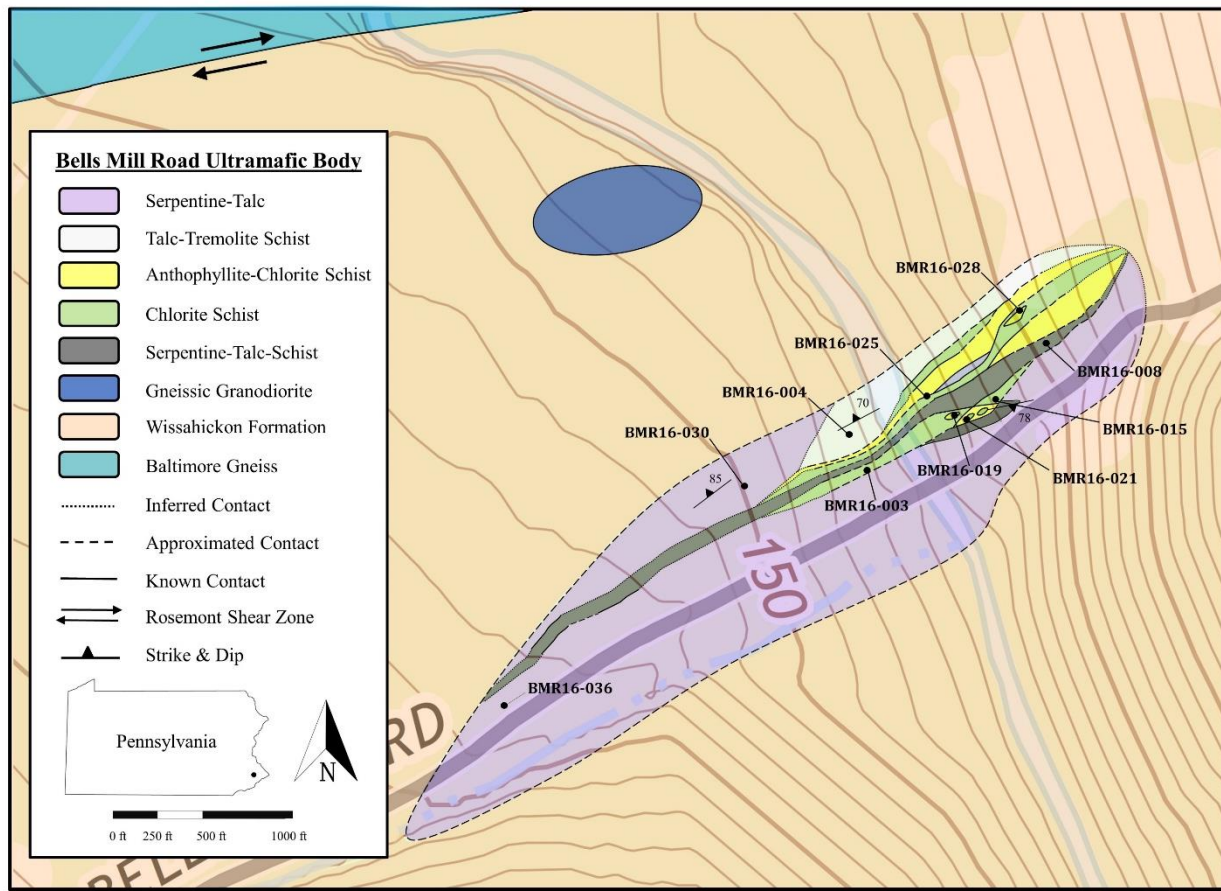 Bells Mill Road Ultramafic Body
Serpentine-Talc
Talc-Tremolite Schist
Anthophyllite-Chlorite Schist
Chlorite Schist
Serpentine-Talc-Schist
Gneissic Granodiorite
Wissahickon Formation
Baltimore Gneiss
Inferred Contact
Approximated Contact
Known Contact
Rosemont Shear Zone
Strike & Dip
Pennsylvania
N
0 ft 250 ft 500 ft 1000 ft
BMR16-028
BMR16-025
BMR16-008
BMR16-004
70
BMR16-015
78
BMR16-030
BMR16-019
BMR16-021
85
BMR16-003
150
BMR16-036
RD
BELL